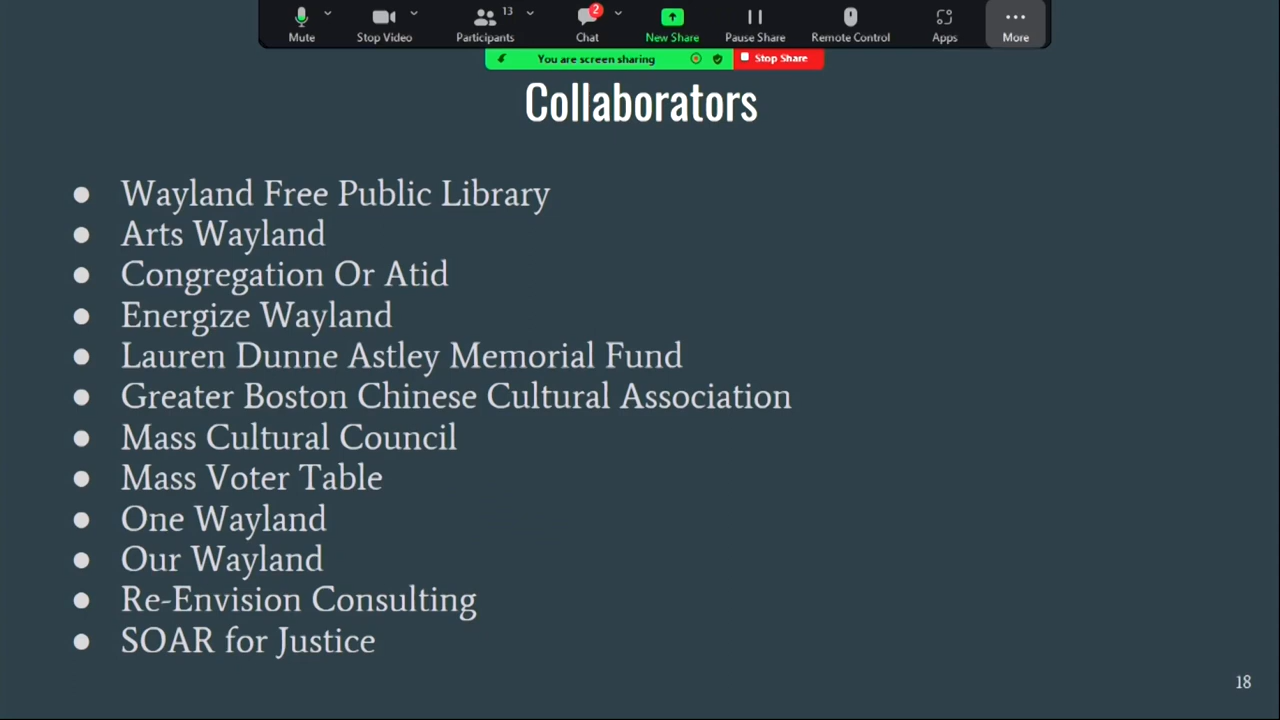 13
2
Mute
Stop Video
Participants
Chat
New Share
Pause Share
Remote Control
Apps
More
You are screen sharing
Stop Share
Collaborators
● Wayland Free Public Library
● Arts Wayland
● Congregation Or Atid
● Energize Wayland
● Lauren Dunne Astley Memorial Fund
● Greater Boston Chinese Cultural Association
● Mass Cultural Council
● Mass Voter Table
● One Wayland
● Our Wayland
● Re-Envision Consulting
● SOAR for Justice
18